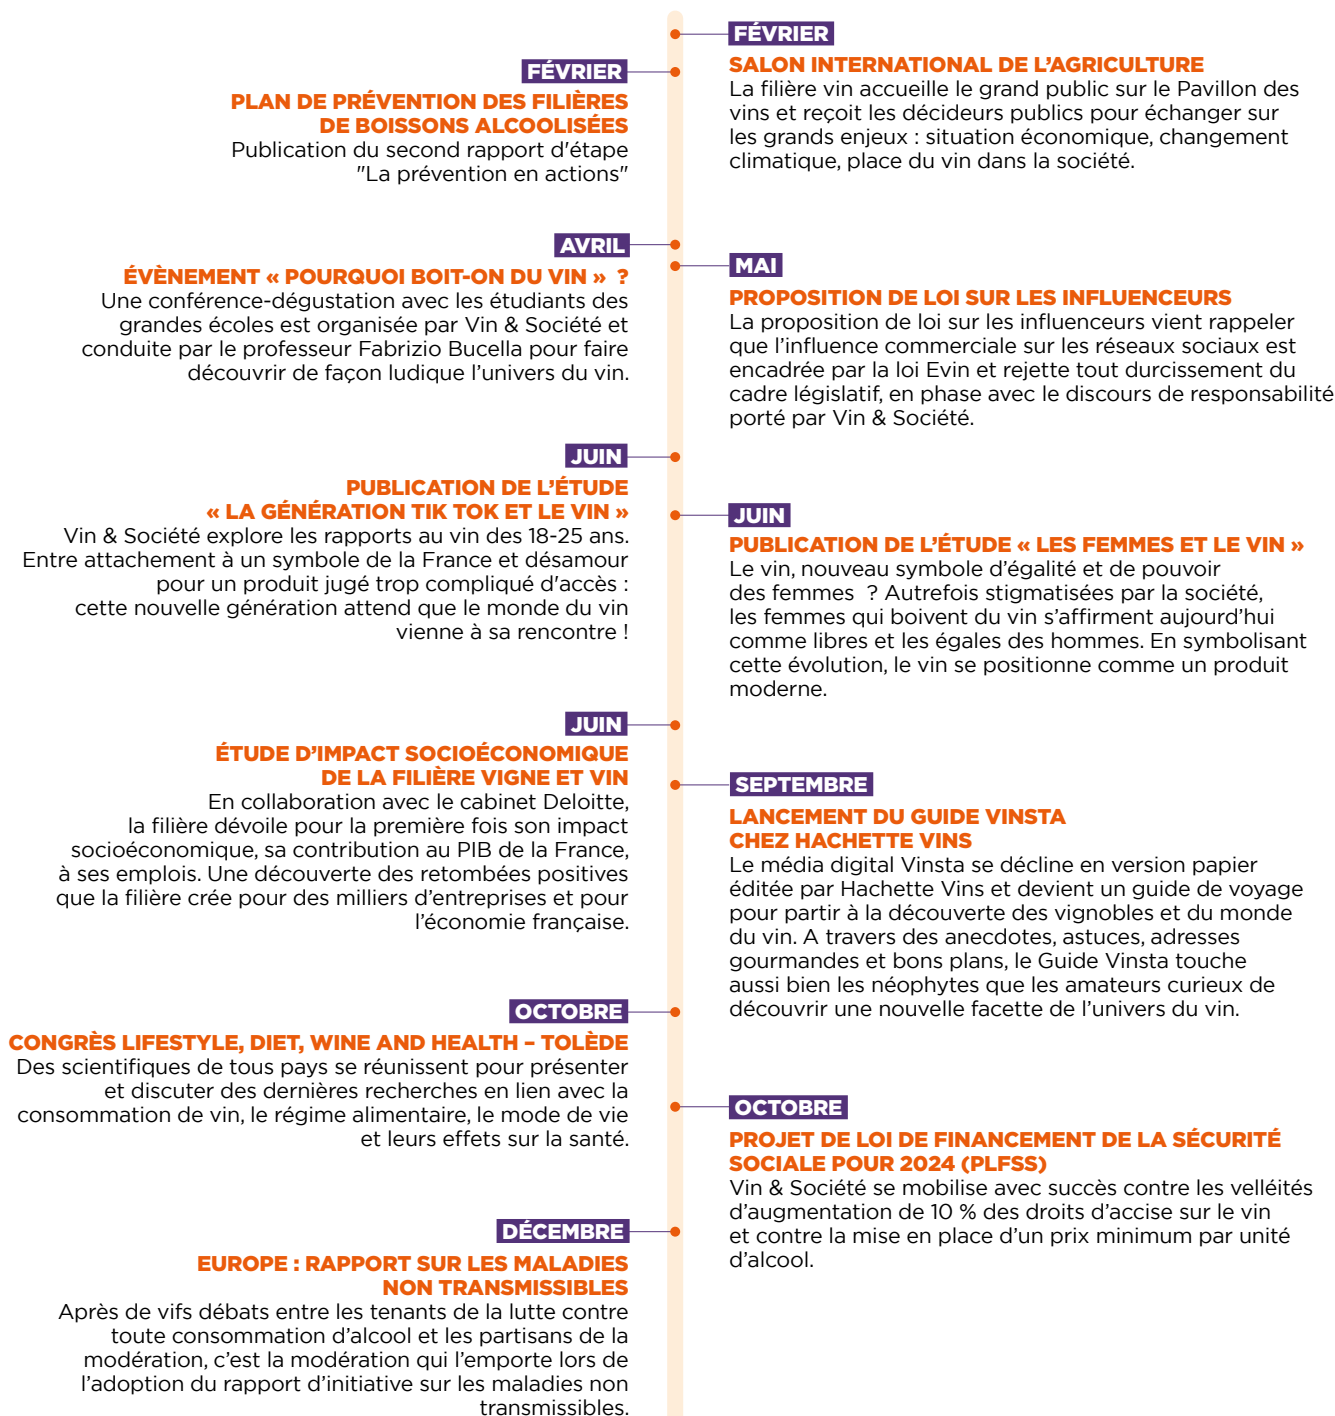 FÉVRIER
SALON INTERNATIONAL DE L’AGRICULTURE
La filière vin accueille le grand public sur le Pavillon des
vins et reçoit les décideurs publics pour échanger sur
les grands enjeux : situation économique, changement
climatique, place du vin dans la société.
FÉVRIER
PLAN DE PRÉVENTION DES FILIÈRES
DE BOISSONS ALCOOLISÉES
Publication du second rapport d'étape
"La prévention en actions"
AVRIL
ÉVÈNEMENT « POURQUOI BOIT-ON DU VIN » ?
Une conférence-dégustation avec les étudiants des
grandes écoles est organisée par Vin & Société et
conduite par le professeur Fabrizio Bucella pour faire
découvrir de façon ludique l’univers du vin.
MAI
PROPOSITION DE LOI SUR LES INFLUENCEURS
La proposition de loi sur les influenceurs vient rappeler
que l’influence commerciale sur les réseaux sociaux est
encadrée par la loi Evin et rejette tout durcissement du
cadre législatif, en phase avec le discours de responsabilité
porté par Vin & Société.
JUIN
PUBLICATION DE L’ÉTUDE
« LA GÉNÉRATION TIK TOK ET LE VIN »
Vin & Société explore les rapports au vin des 18-25 ans.
Entre attachement à un symbole de la France et désamour
pour un produit jugé trop compliqué d'accès :
cette nouvelle génération attend que le monde du vin
vienne à sa rencontre !
JUIN
PUBLICATION DE L’ÉTUDE « LES FEMMES ET LE VIN »
Le vin, nouveau symbole d’égalité et de pouvoir
des femmes ? Autrefois stigmatisées par la société,
les femmes qui boivent du vin s’affirment aujourd’hui
comme libres et les égales des hommes. En symbolisant
cette évolution, le vin se positionne comme un produit
moderne.
JUIN
ÉTUDE D’IMPACT SOCIOÉCONOMIQUE
DE LA FILIÈRE VIGNE ET VIN
En collaboration avec le cabinet Deloitte,
la filière dévoile pour la première fois son impact
socioéconomique, sa contribution au PIB de la France,
à ses emplois. Une découverte des retombées positives
que la filière crée pour des milliers d’entreprises et pour
l’économie française.
SEPTEMBRE
LANCEMENT DU GUIDE VINSTA
CHEZ HACHETTE VINS
Le média digital Vinsta se décline en version papier
éditée par Hachette Vins et devient un guide de voyage
pour partir à la découverte des vignobles et du monde
du vin. A travers des anecdotes, astuces, adresses
gourmandes et bons plans, le Guide Vinsta touche
aussi bien les néophytes que les amateurs curieux de
découvrir une nouvelle facette de l’univers du vin.
OCTOBRE
CONGRÈS LIFESTYLE, DIET, WINE AND HEALTH – TOLÈDE
Des scientifiques de tous pays se réunissent pour présenter
et discuter des dernières recherches en lien avec la
consommation de vin, le régime alimentaire, le mode de vie
et leurs effets sur la santé.
OCTOBRE
PROJET DE LOI DE FINANCEMENT DE LA SÉCURITÉ
SOCIALE POUR 2024 (PLFSS)
Vin & Société se mobilise avec succès contre les velléités
d’augmentation de 10 % des droits d’accise sur le vin
et contre la mise en place d’un prix minimum par unité
d’alcool.
DÉCEMBRE
EUROPE : RAPPORT SUR LES MALADIES
NON TRANSMISSIBLES
Après de vifs débats entre les tenants de la lutte contre
toute consommation d’alcool et les partisans de la
modération, c’est la modération qui l’emporte lors de
l’adoption du rapport d’initiative sur les maladies non
transmissibles.